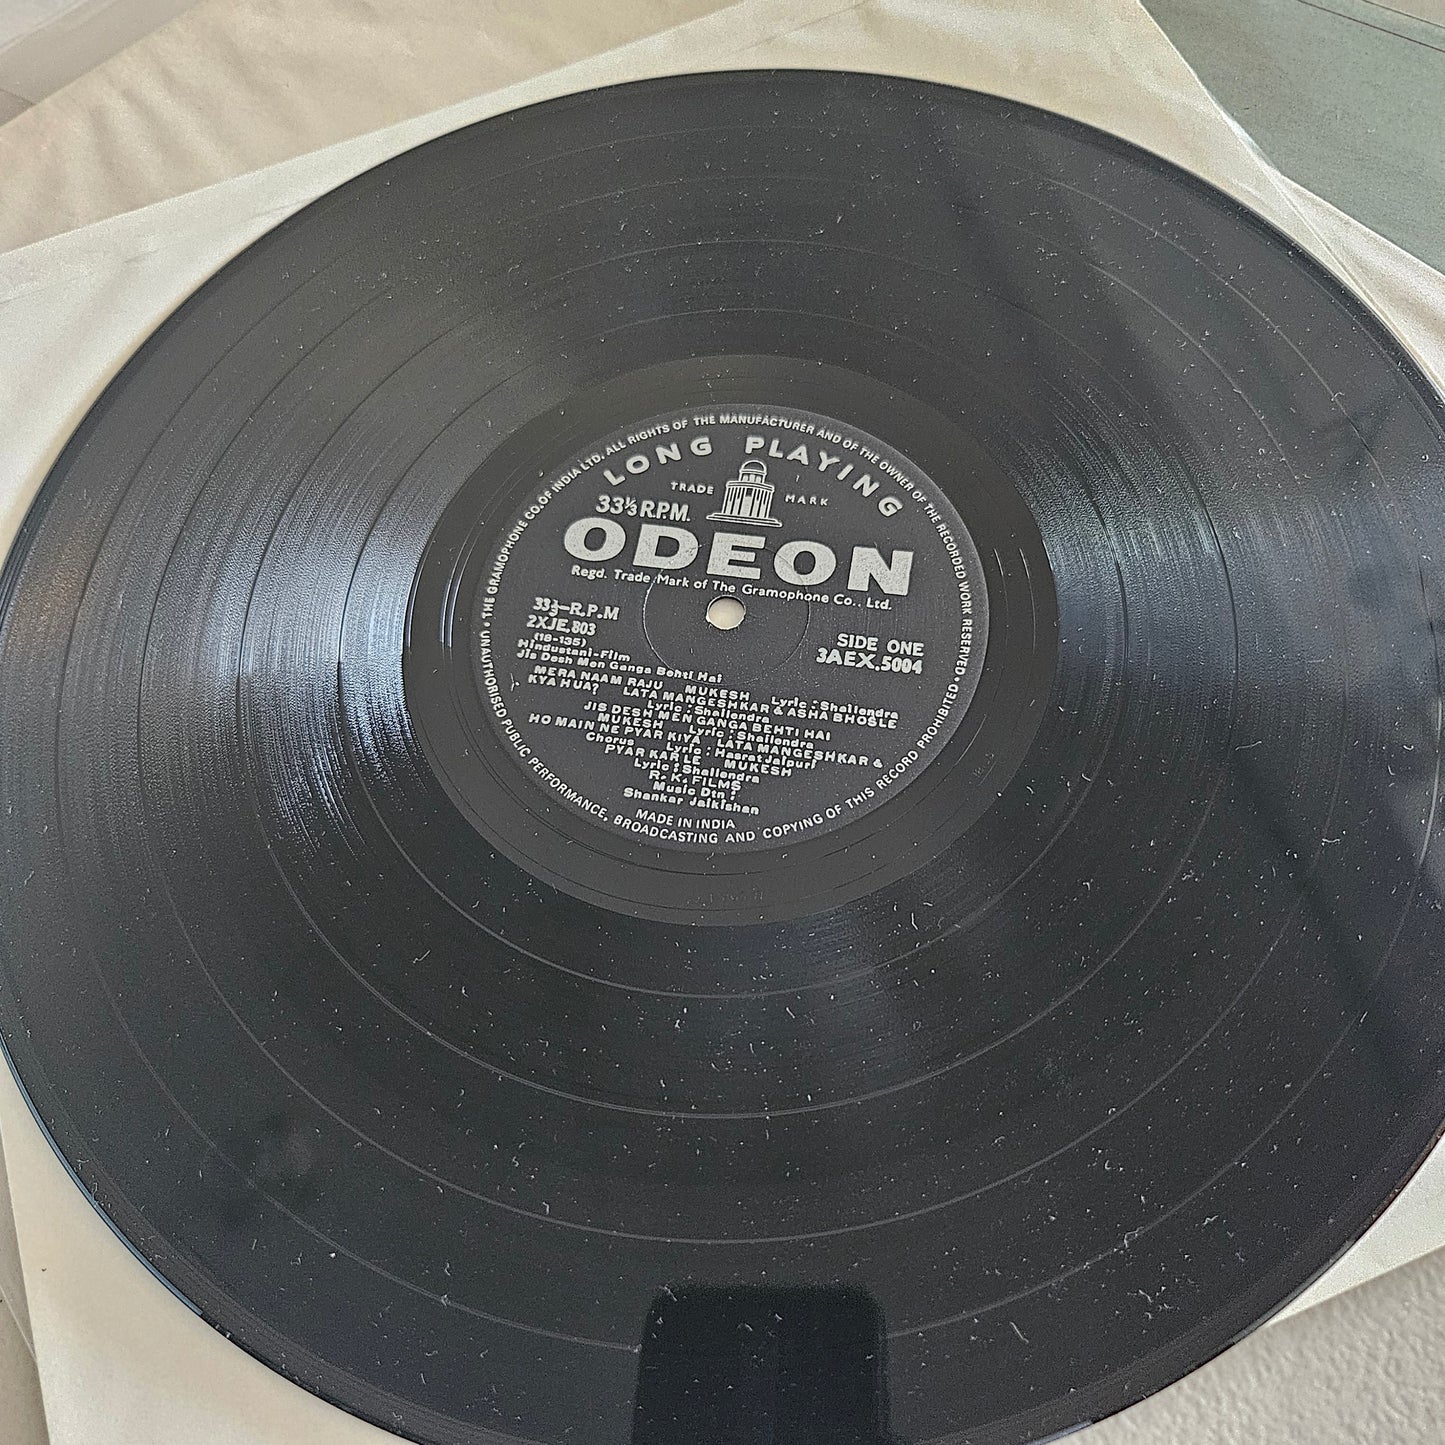 UNAUTHORISED PUBLIC PERFORMANCE, BROADCASTING AND COPYING OF THIS RECORD PROHIBITED • THE GRAMOPHONE CO. OF INDIA LTD. ALL RIGHTS OF THE MANUFACTURER AND OF THE OWNER OF THE RECORDED WORK RESERVED •
LONG PLAYING
TRADE MARK
33⅓ R.P.M.
ODEON
Regd. Trade Mark of The Gramophone Co., Ltd.
33⅓-R.P.M
2XJE.803
SIDE ONE
(18-135)
3AEX.5004
Hindustani-Film
Jis Desh Men Ganga Behti Hai
MERA NAAM RAJU MUKESH Lyric : Shailendra
KYA HUA? LATA MANGESHKAR & ASHA BHOSLE
Lyric : Shailendra
JIS DESH MEN GANGA BEHTI HAI
MUKESH Lyric : Shailendra
HO MAIN NE PYAR KIYA LATA MANGESHKAR &
Chorus Lyric : Hasrat Jaipuri
PYAR KAR LE MUKESH
Lyric : Shailendra
R. K. FILMS
Music Dtn :
Shankar Jaikishan
MADE IN INDIA